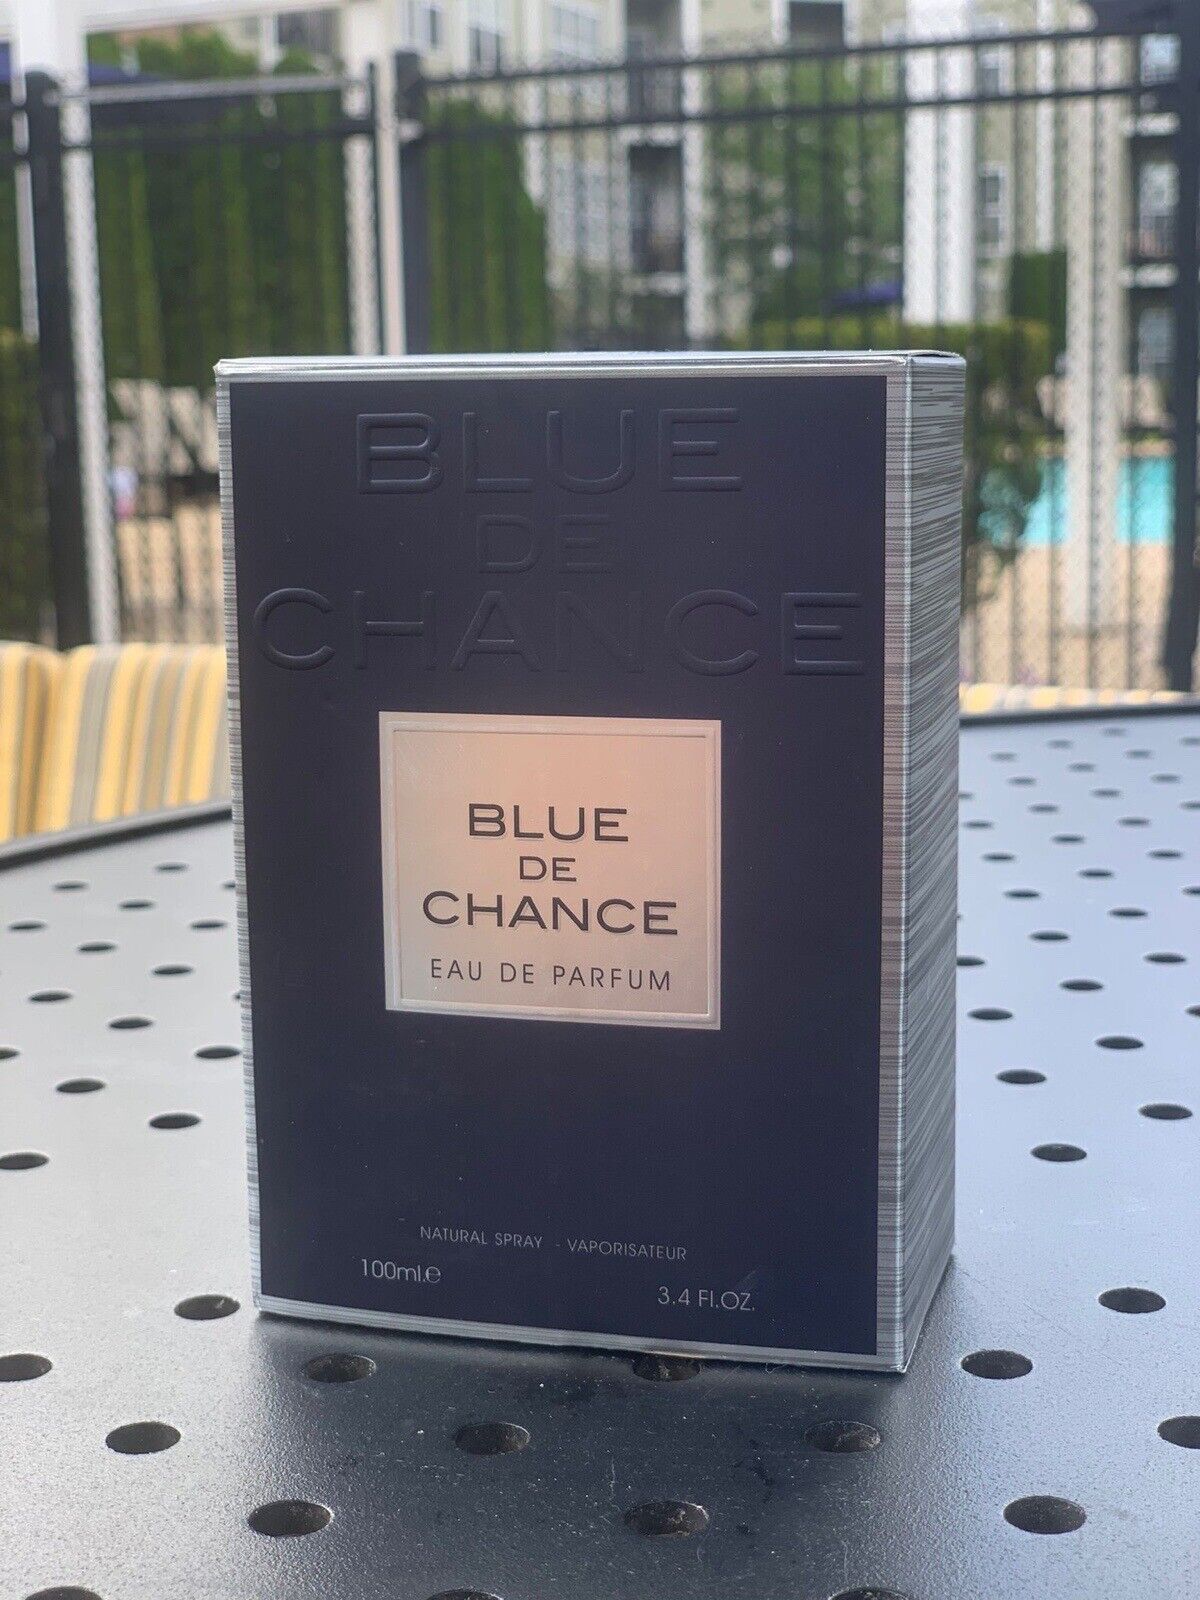 BLUE
DE
CHANCE
BLUE
DE
CHANCE
EAU DE PARFUM
NATURAL SPRAY - VAPORISATEUR
100ml.e
3.4 Fl.OZ.